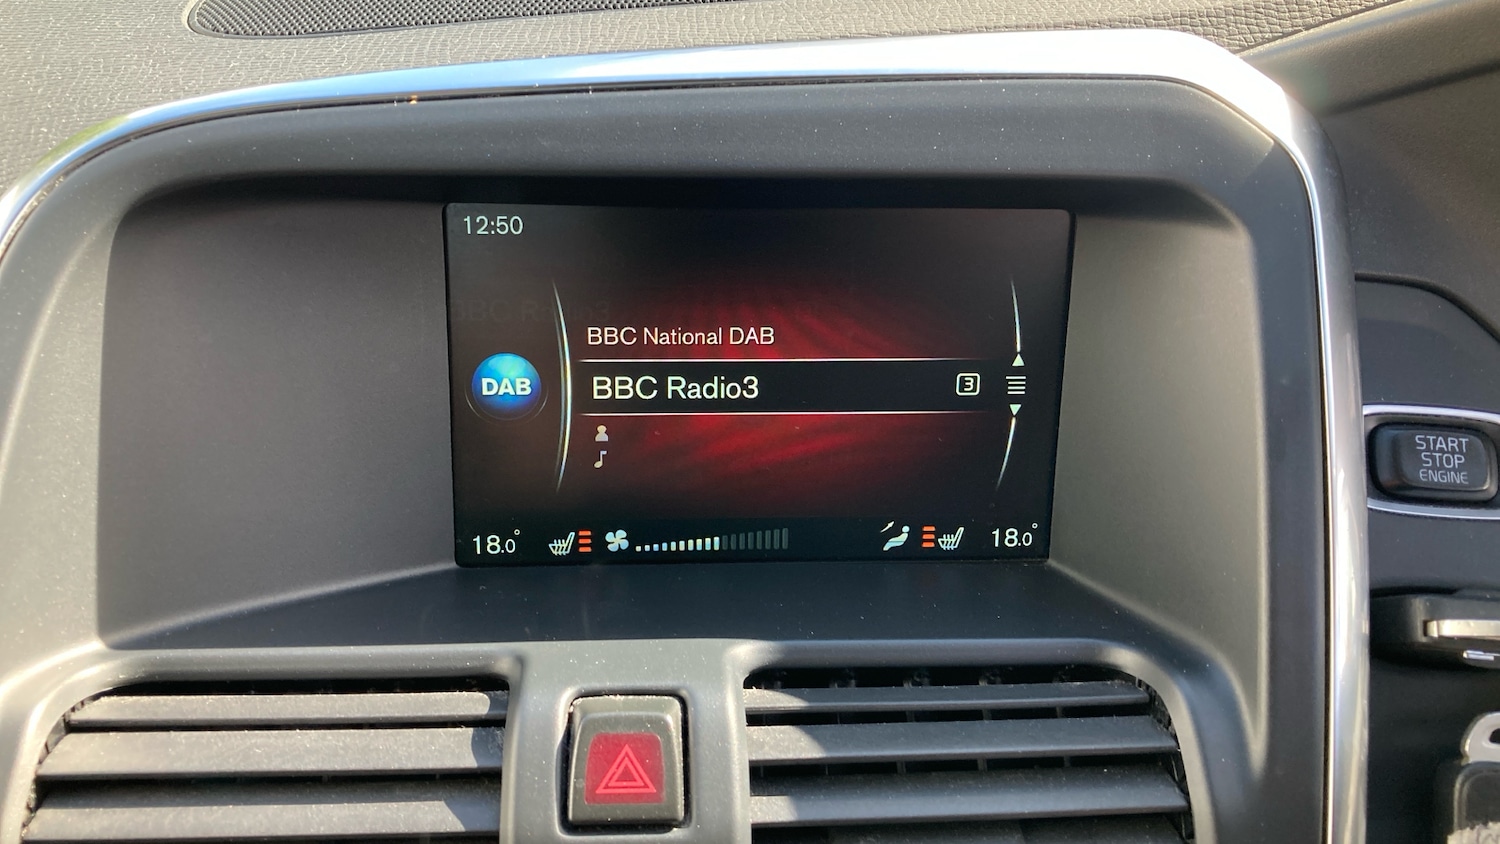 12:50
BBC National DAB
DAB
BBC Radio3
3
START
STOP
ENGINE
18.0°
18.0°